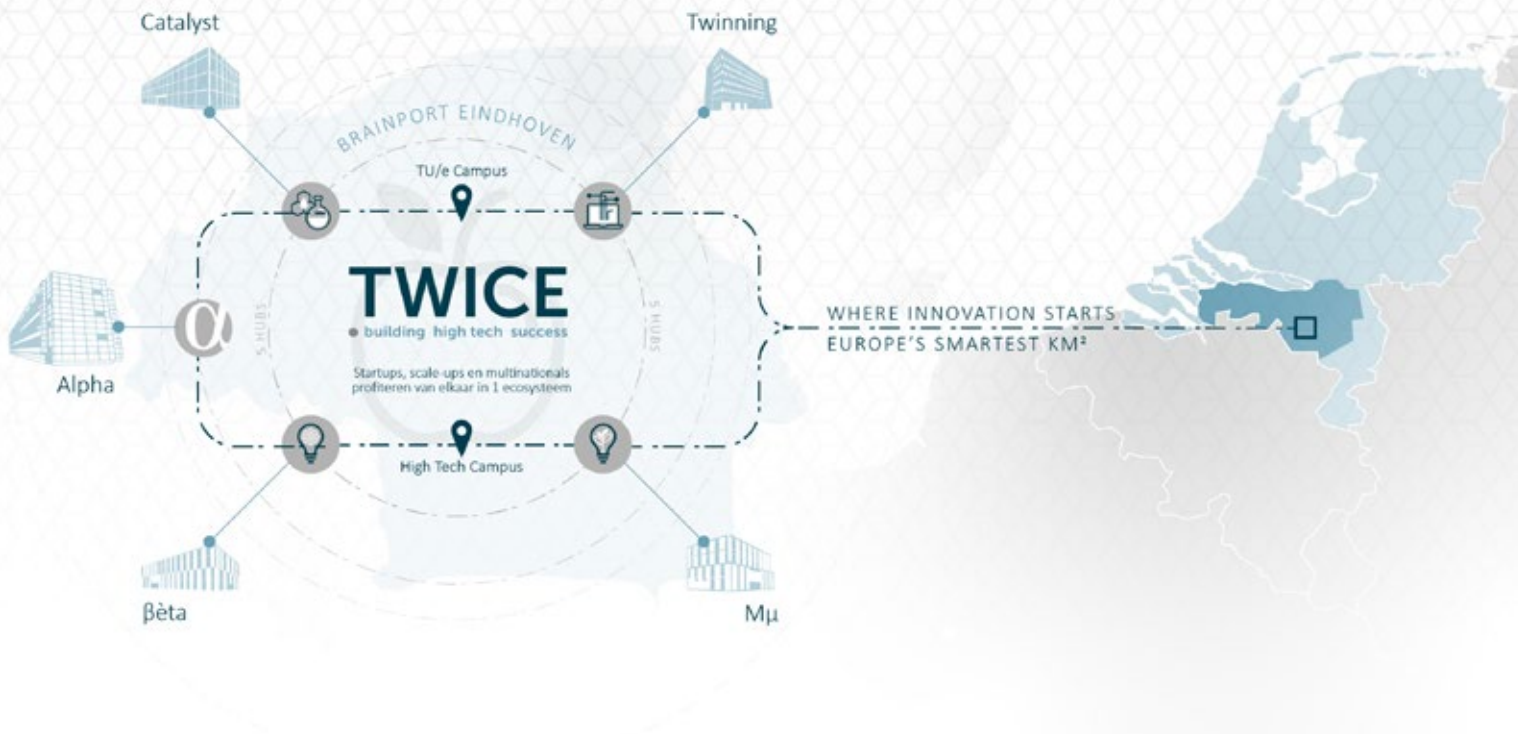 Catalyst
Twinning
BRAINPORT EINDHOVEN
TU/e Campus
TWICE
building high tech success
5 HUBS
5 HUBS
Startups, scale-ups en multinationals
profiteren van elkaar in 1 ecosysteem
α
Alpha
High Tech Campus
βèta
Mμ
WHERE INNOVATION STARTS
EUROPE'S SMARTEST KM²